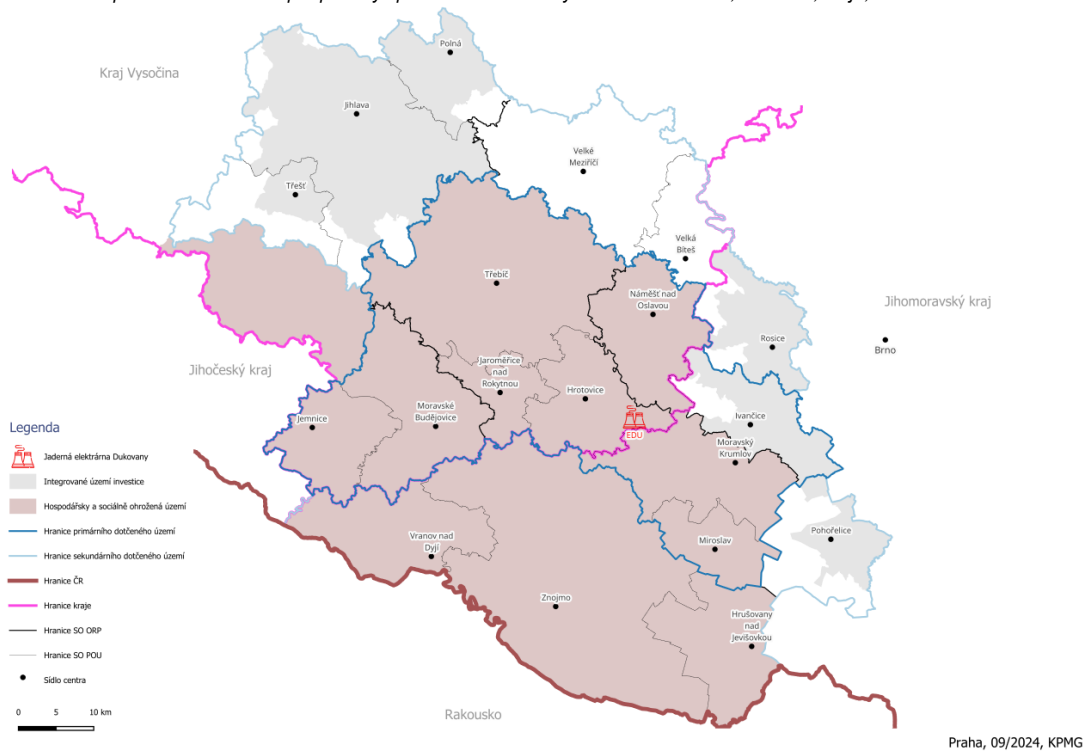 Polná
Kraj Vysočina
Jihlava
Velké
Meziříčí
Třešť
Velká
Bíteš
Třebíč
Náměšť nad
Oslavou
Jihomoravský kraj
Rosice
Brno
Jihočeský kraj
Jaroměřice
nad
Rokytnou
Hrotovice
Moravské
Budějovice
Jemnice
Ivančice
EDU
Moravský
Krumlov
Legenda
Jaderná elektrárna Dukovany
Integrované území investice
Hospodářsky a sociálně ohrožená území
Hranice primárního dotčeného území
Hranice sekundárního dotčeného území
Hranice ČR
Hranice kraje
Hranice SO ORP
Hranice SO POU
Sídlo centra
0 5 10 km
Pohořelice
Vranov nad
Dyjí
Miroslav
Znojmo
Hrušovany
nad
Jevišovkou
Rakousko
Praha, 09/2024, KPMG